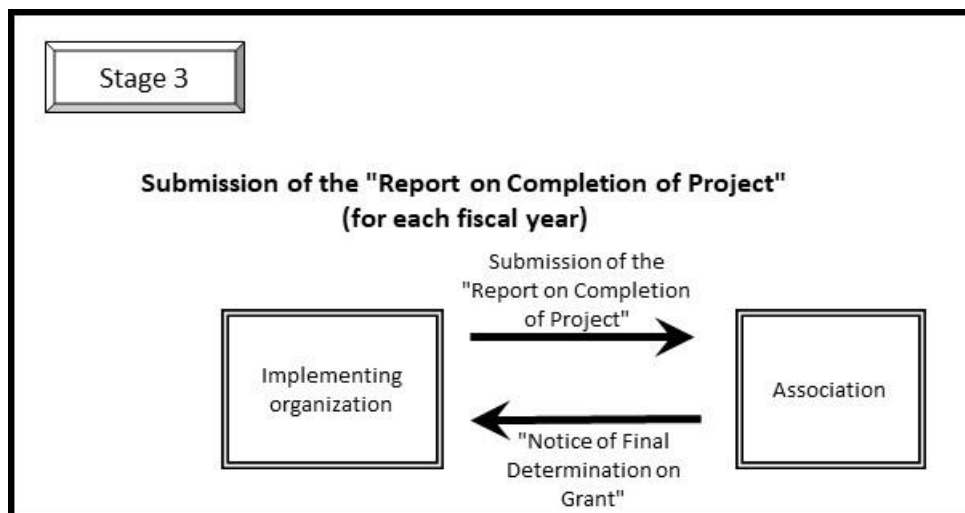 Stage 3
Submission of the "Report on Completion of Project"
(for each fiscal year)
Submission of the
"Report on Completion
of Project"
Implementing
organization
Association
"Notice of Final
Determination on
Grant"